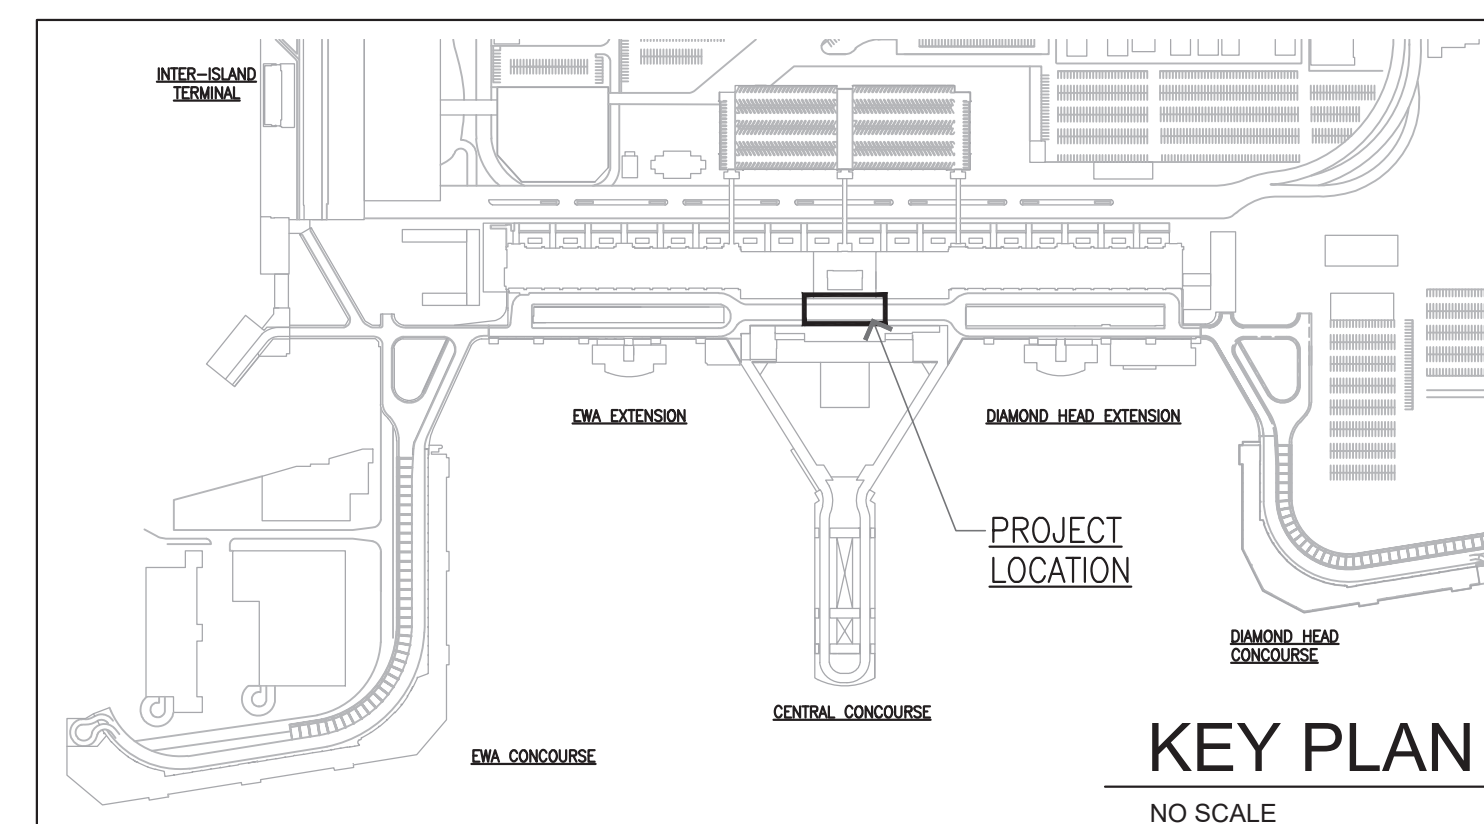 INTER-ISLAND
TERMINAL
EWA EXTENSION
DIAMOND HEAD EXTENSION
PROJECT
LOCATION
DIAMOND HEAD
CONCOURSE
CENTRAL CONCOURSE
EWA CONCOURSE
KEY PLAN
NO SCALE